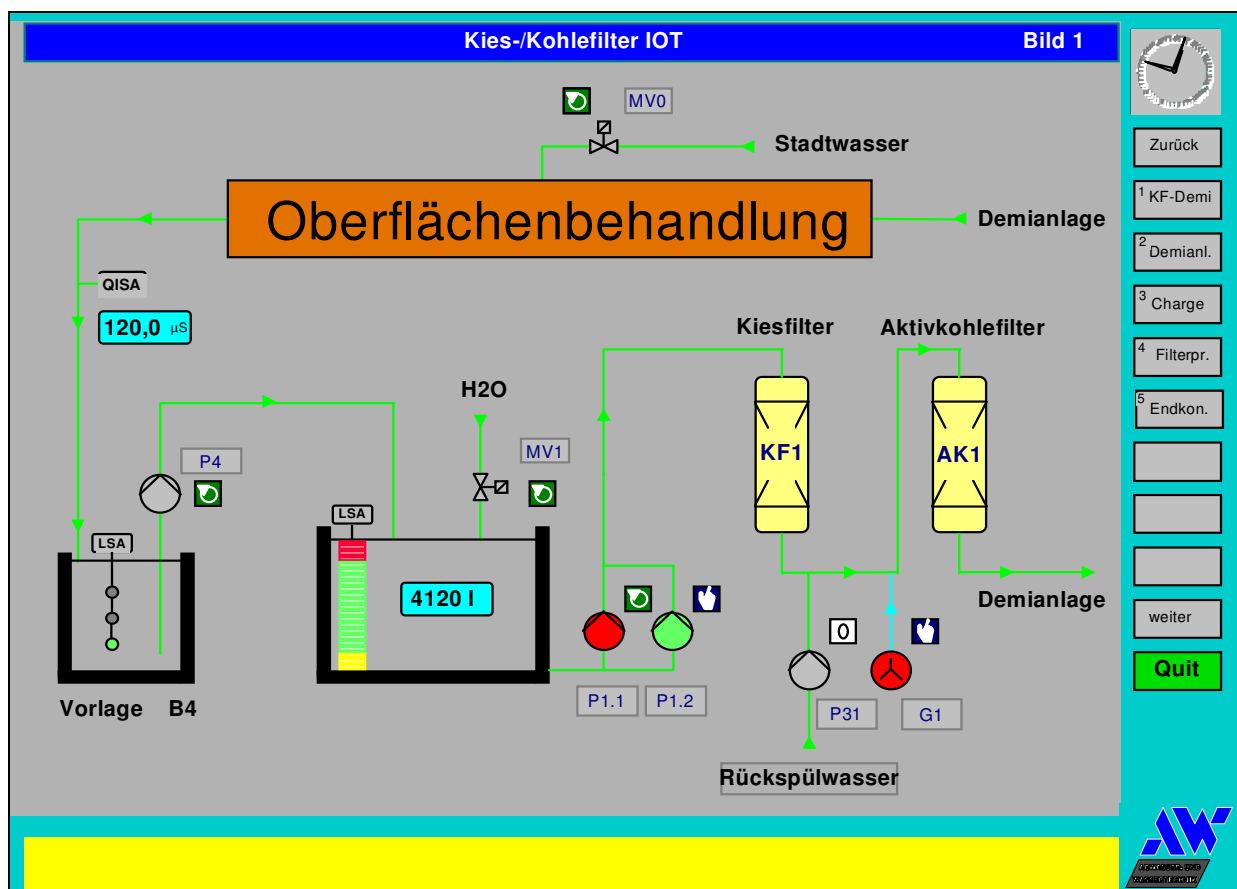 Kies-/Kohlefilter IOT Bild 1
MV0
Stadtwasser
Zurück
Oberflächenbehandlung
Demianlage
1 KF-Demi
2 Demianl.
QISA
120,0 µS
3 Charge
Kiesfilter
Aktivkohlefilter
4 Filterpr.
H2O
5 Endkon.
P4
MV1
KF1
AK1
LSA
LSA
4120 l
Demianlage
weiter
0
Quit
Vorlage B4
P1.1
P1.2
P31
G1
Rückspülwasser
AW